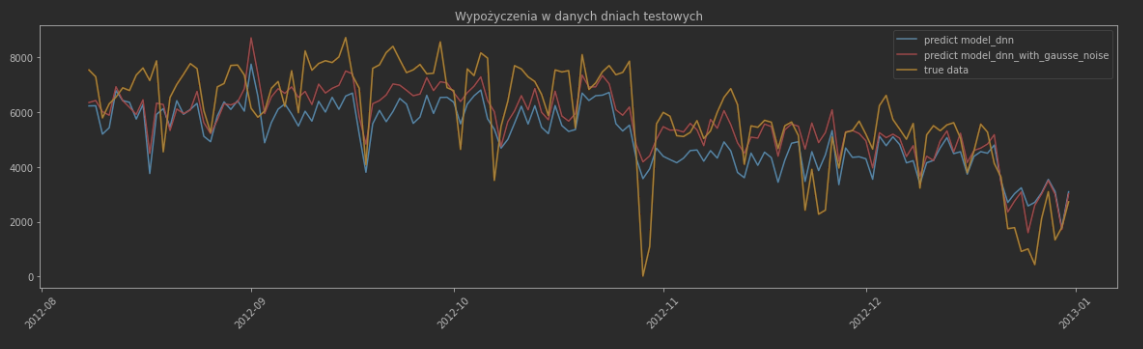 Wypożyczenia w danych dniach testowych
predict model_dnn
predict model_dnn_with_gausse_noise
true data
8000
6000
4000
2000
0
2012-08
2012-09
2012-10
2012-11
2012-12
2013-01